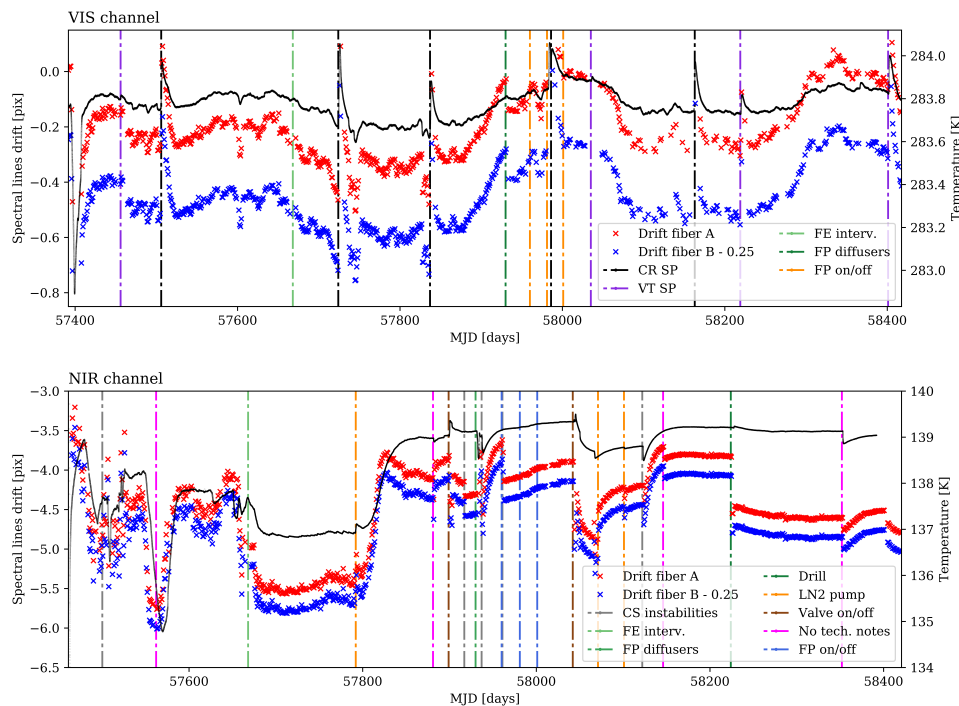 VIS channel
Spectral lines drift [pix]
0.0
−0.2
−0.4
−0.6
−0.8
284.0
283.8
283.6
283.4
283.2
283.0
Temperature [K]
Drift fiber A
Drift fiber B - 0.25
CR SP
VT SP
FE interv.
FP diffusers
FP on/off
57400 57600 57800 58000 58200 58400
MJD [days]
NIR channel
Spectral lines drift [pix]
−3.0
−3.5
−4.0
−4.5
−5.0
−5.5
−6.0
−6.5
140
139
138
137
136
135
134
Temperature [K]
Drift fiber A
Drift fiber B - 0.25
CS instabilities
FE interv.
FP diffusers
Drill
LN2 pump
Valve on/off
No tech. notes
FP on/off
57600 57800 58000 58200 58400
MJD [days]